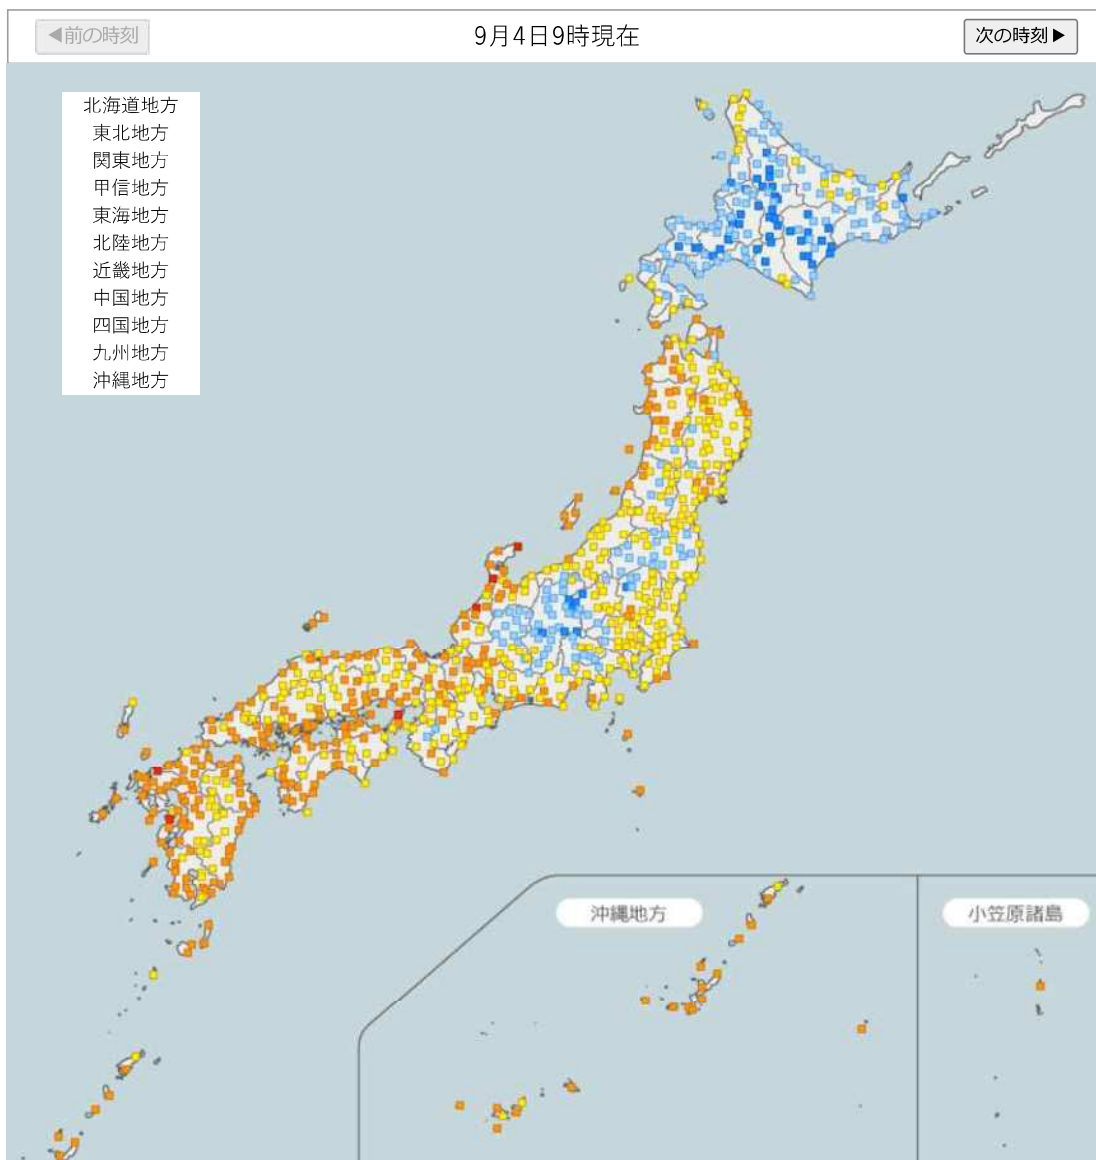 ◀前の時刻
9月4日9時現在
次の時刻▶
北海道地方
東北地方
関東地方
甲信地方
東海地方
北陸地方
近畿地方
中国地方
四国地方
九州地方
沖縄地方
沖縄地方
小笠原諸島